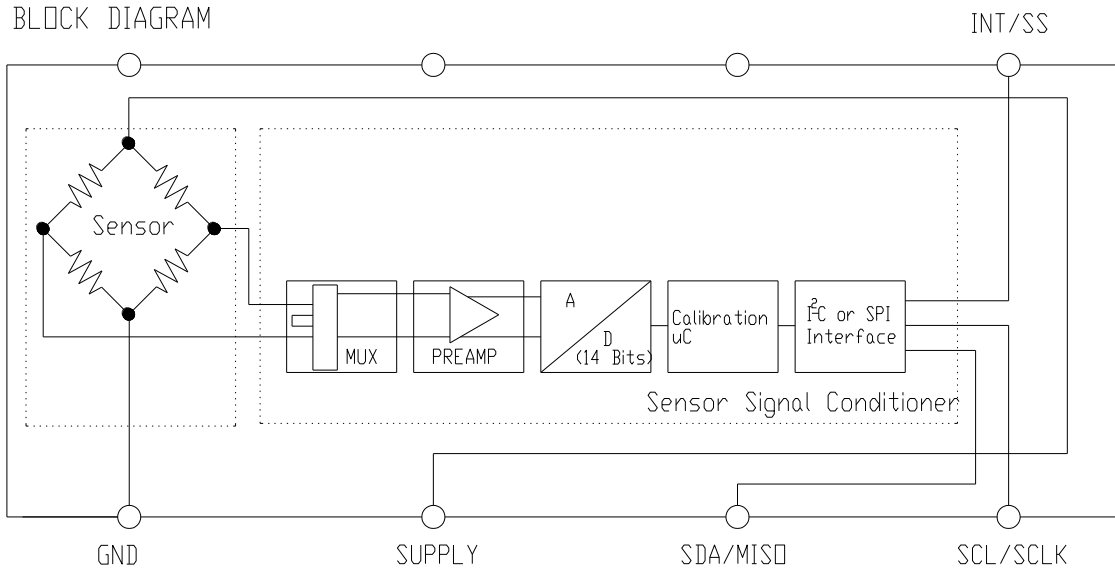 BLOCK DIAGRAM
INT/SS
Sensor
A
D
(14 Bits)
MUX
PREAMP
Calibration
uC
I²C or SPI
Interface
Sensor Signal Conditioner
GND
SUPPLY
SDA/MISO
SCL/SCLK